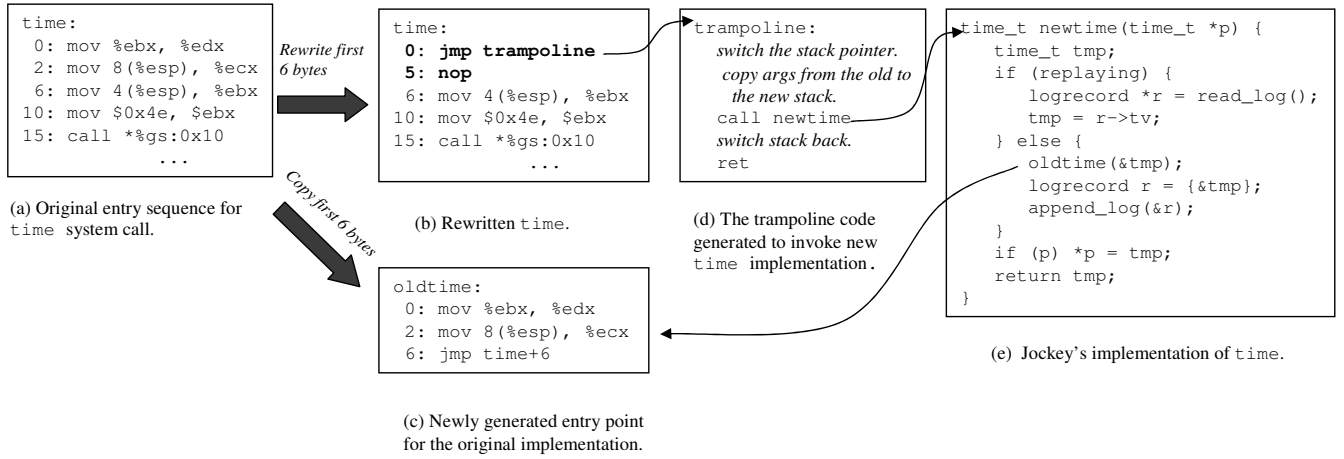 time:
0: mov %ebx, %edx
2: mov 8(%esp), %ecx
6: mov 4(%esp), %ebx
10: mov $0x4e, $ebx
15: call *%gs:0x10
...
(a) Original entry sequence for
time system call.
Rewrite first
6 bytes
Copy first 6 bytes
time:
0: jmp trampoline
5: nop
6: mov 4(%esp), %ebx
10: mov $0x4e, $ebx
15: call *%gs:0x10
...
(b) Rewritten time.
oldtime:
0: mov %ebx, %edx
2: mov 8(%esp), %ecx
6: jmp time+6
(c) Newly generated entry point
for the original implementation.
trampoline:
switch the stack pointer.
copy args from the old to
the new stack.
call newtime
switch stack back.
ret
(d) The trampoline code
generated to invoke new
time implementation.
time_t newtime(time_t *p) {
time_t tmp;
if (replaying) {
logrecord *r = read_log();
tmp = r->tv;
} else {
oldtime(&tmp);
logrecord r = {&tmp};
append_log(&r);
}
if (p) *p = tmp;
return tmp;
}
(e) Jockey's implementation of time.